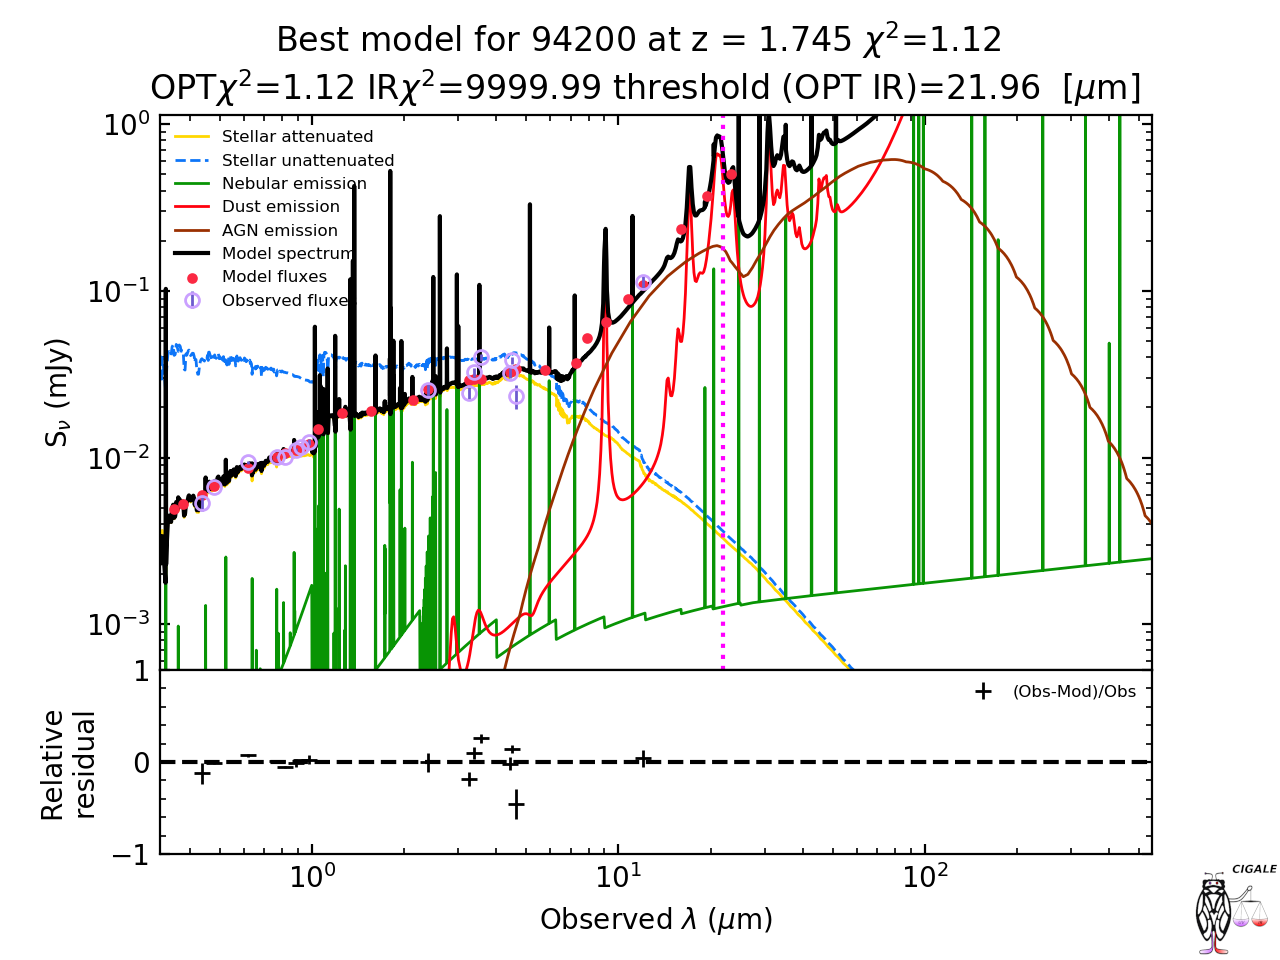 Best model for 94200 at z = 1.745 χ²=1.12
OPTχ²=1.12 IRχ²=9999.99 threshold (OPT IR)=21.96 [μm]
10⁰
10⁻¹
10⁻²
10⁻³
S_ν (mJy)
Stellar attenuated
Stellar unattenuated
Nebular emission
Dust emission
AGN emission
Model spectrum
Model fluxes
Observed fluxes
1
0
−1
Relative
residual
(Obs-Mod)/Obs
10⁰
10¹
10²
Observed λ (μm)
CIGALE